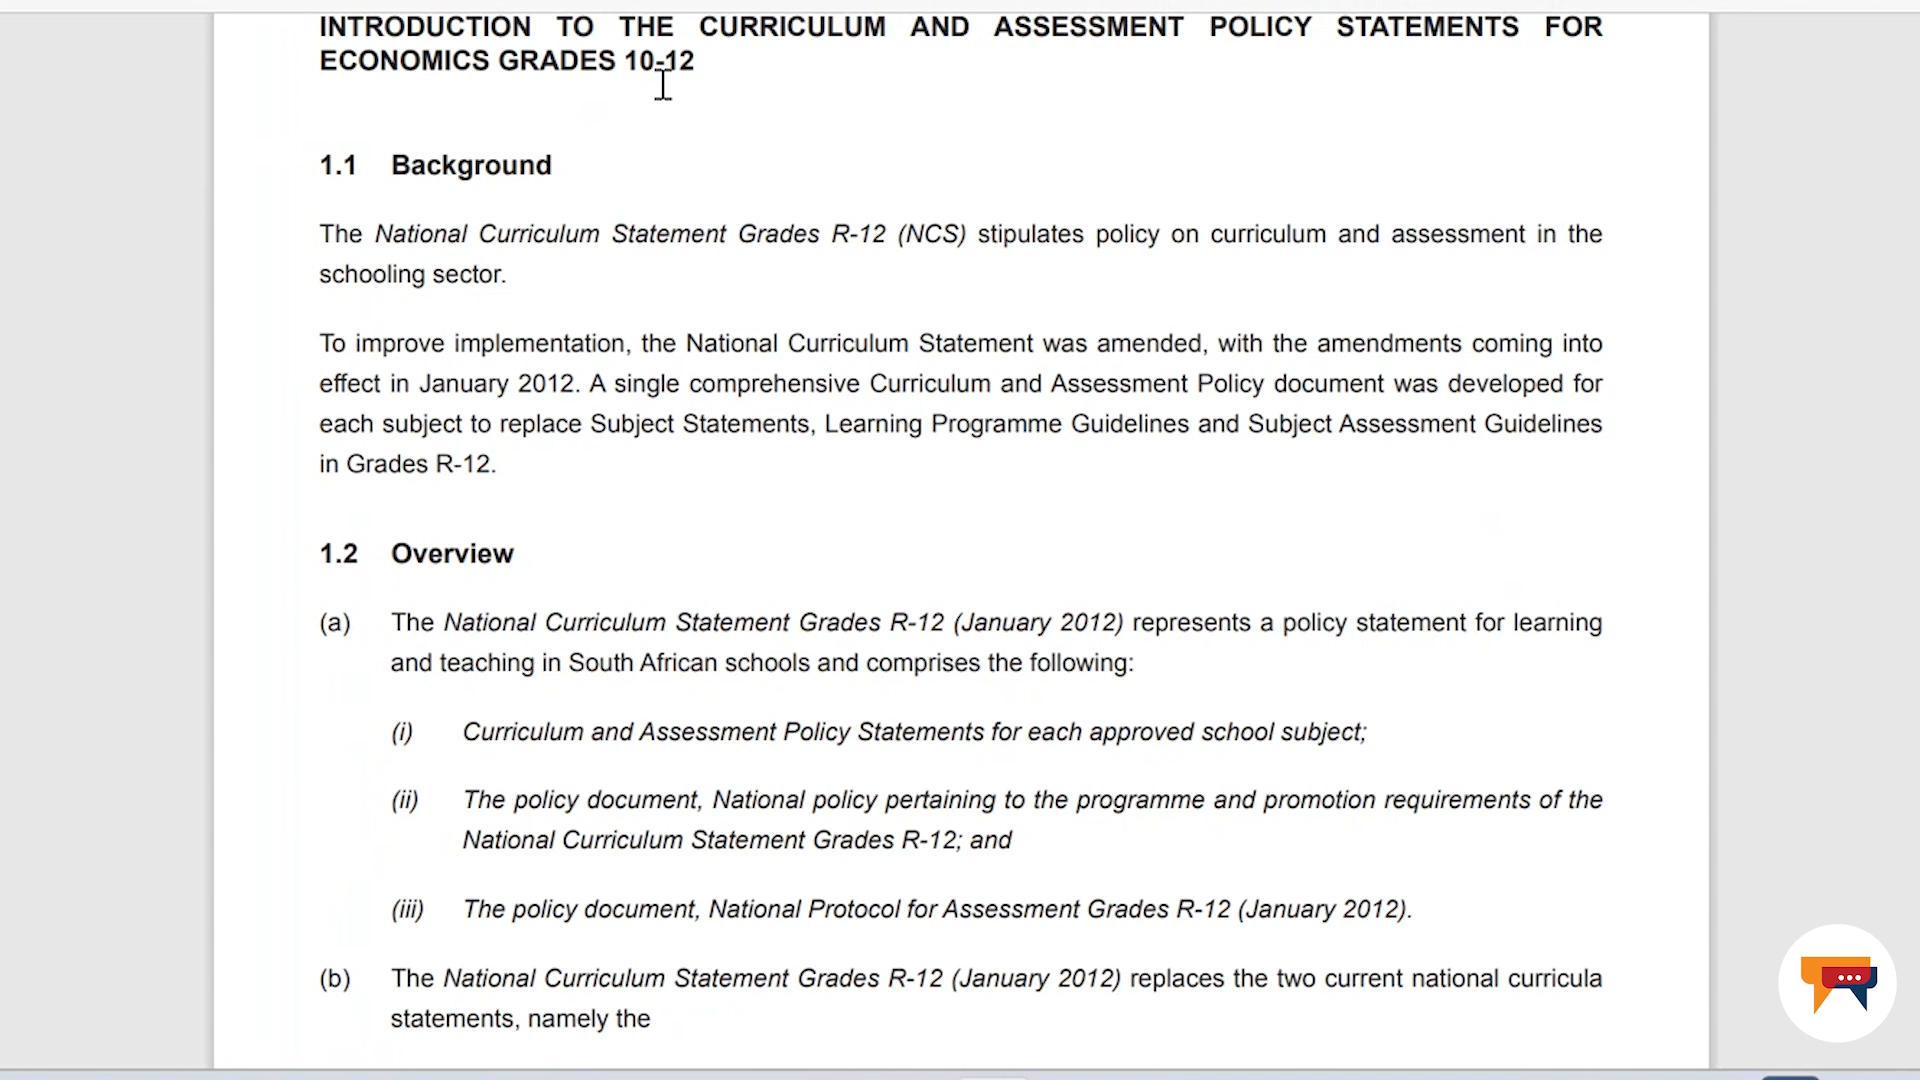 INTRODUCTION TO THE CURRICULUM AND ASSESSMENT POLICY STATEMENTS FOR
ECONOMICS GRADES 10-12
1.1 Background
The National Curriculum Statement Grades R-12 (NCS) stipulates policy on curriculum and assessment in the
schooling sector.
To improve implementation, the National Curriculum Statement was amended, with the amendments coming into
effect in January 2012. A single comprehensive Curriculum and Assessment Policy document was developed for
each subject to replace Subject Statements, Learning Programme Guidelines and Subject Assessment Guidelines
in Grades R-12.
1.2 Overview
(a) The National Curriculum Statement Grades R-12 (January 2012) represents a policy statement for learning
and teaching in South African schools and comprises the following:
(i) Curriculum and Assessment Policy Statements for each approved school subject;
(ii) The policy document, National policy pertaining to the programme and promotion requirements of the
National Curriculum Statement Grades R-12; and
(iii) The policy document, National Protocol for Assessment Grades R-12 (January 2012).
(b) The National Curriculum Statement Grades R-12 (January 2012) replaces the two current national curricula
statements, namely the